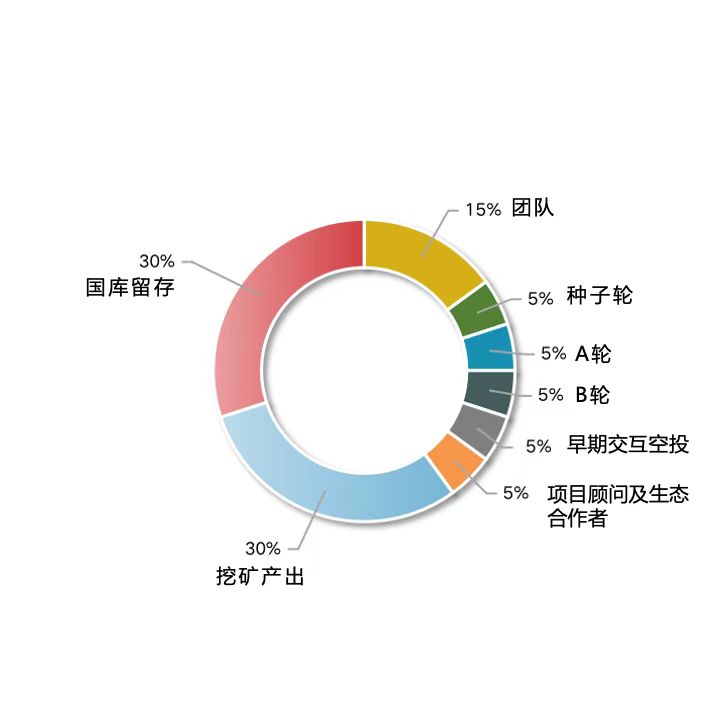 15% 团队
30%
国库留存
5% 种子轮
5% A轮
5% B轮
5% 早期交互空投
5% 项目顾问及生态
合作者
30%
挖矿产出